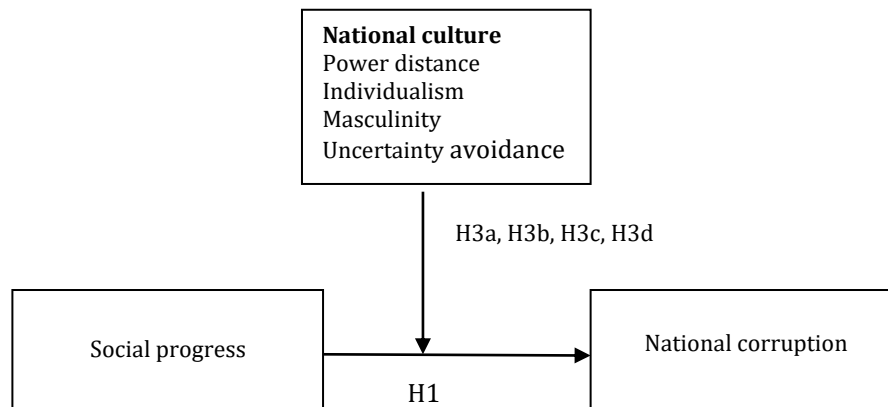 National culture
Power distance
Individualism
Masculinity
Uncertainty avoidance
H3a, H3b, H3c, H3d
Social progress
National corruption
H1